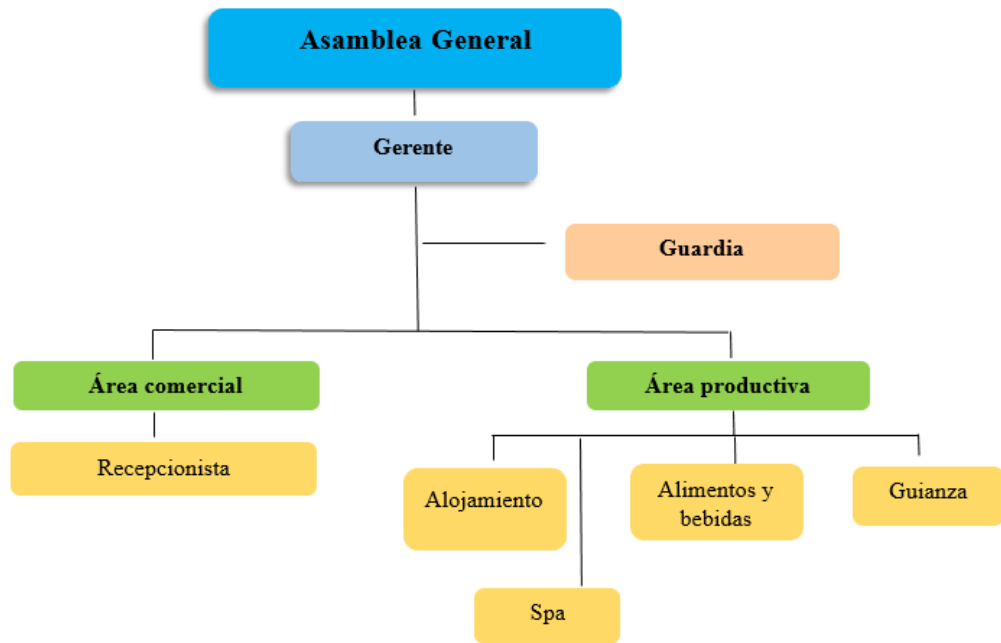 Asamblea General
Gerente
Guardia
Área comercial
Área productiva
Recepcionista
Alojamiento
Alimentos y
bebidas
Guianza
Spa